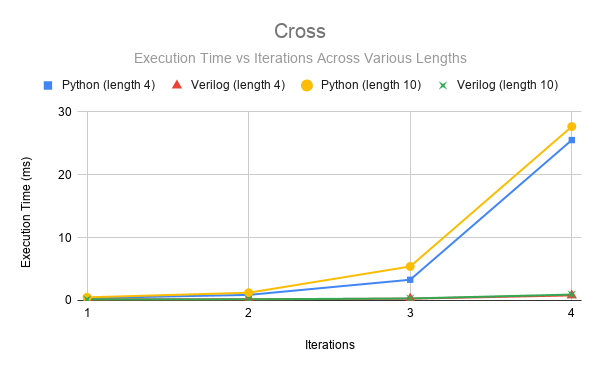 Cross
Execution Time vs Iterations Across Various Lengths
Python (length 4) Verilog (length 4) Python (length 10) Verilog (length 10)
30
20
10
0
Execution Time (ms)
1 2 3 4
Iterations